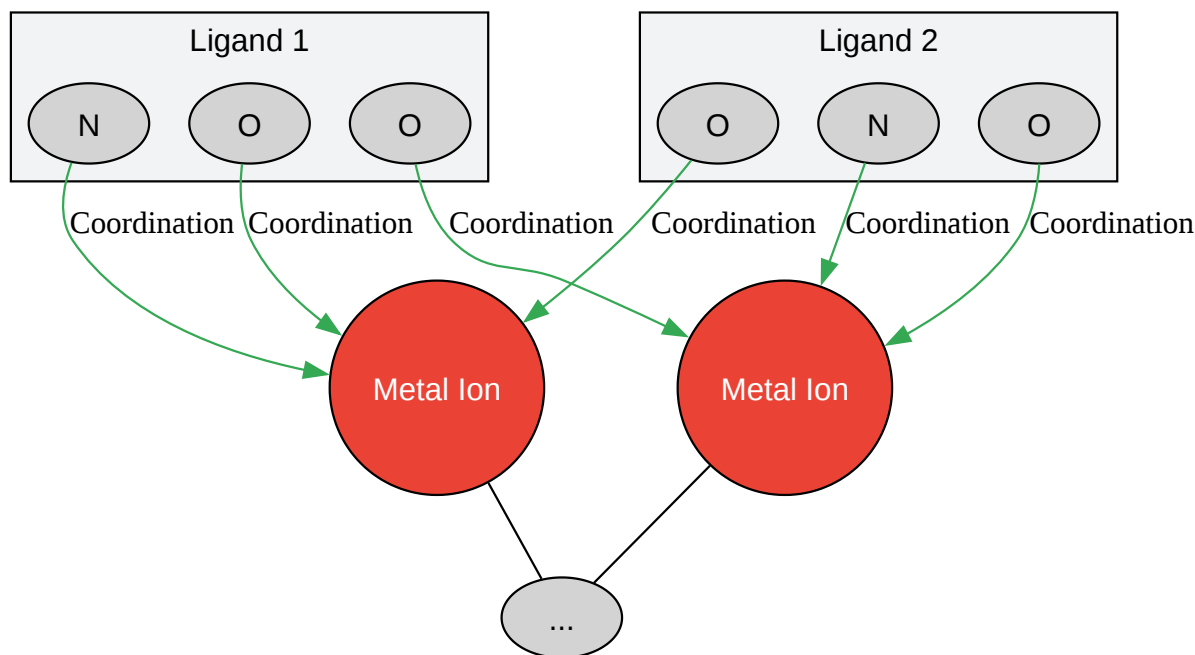 Ligand 1
Ligand 2
N
O
O
O
N
O
Coordination
Coordination
Coordination
Coordination
Coordination
Coordination
Metal Ion
Metal Ion
...